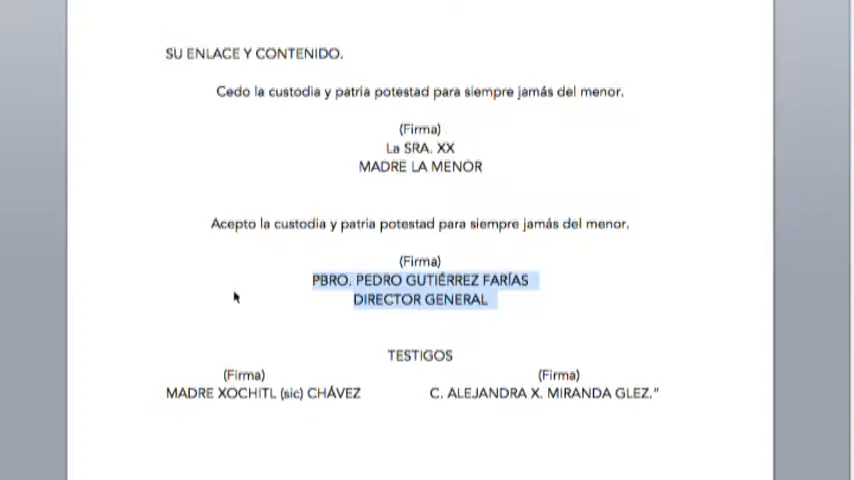 SU ENLACE Y CONTENIDO.
Cedo la custodia y patria potestad para siempre jamás del menor.
(Firma)
La SRA. XX
MADRE LA MENOR
Acepto la custodia y patria potestad para siempre jamás del menor.
(Firma)
PBRO. PEDRO GUTIÉRREZ FARÍAS
DIRECTOR GENERAL
TESTIGOS
(Firma) (Firma)
MADRE XOCHITL (sic) CHÁVEZ C. ALEJANDRA X. MIRANDA GLEZ.”